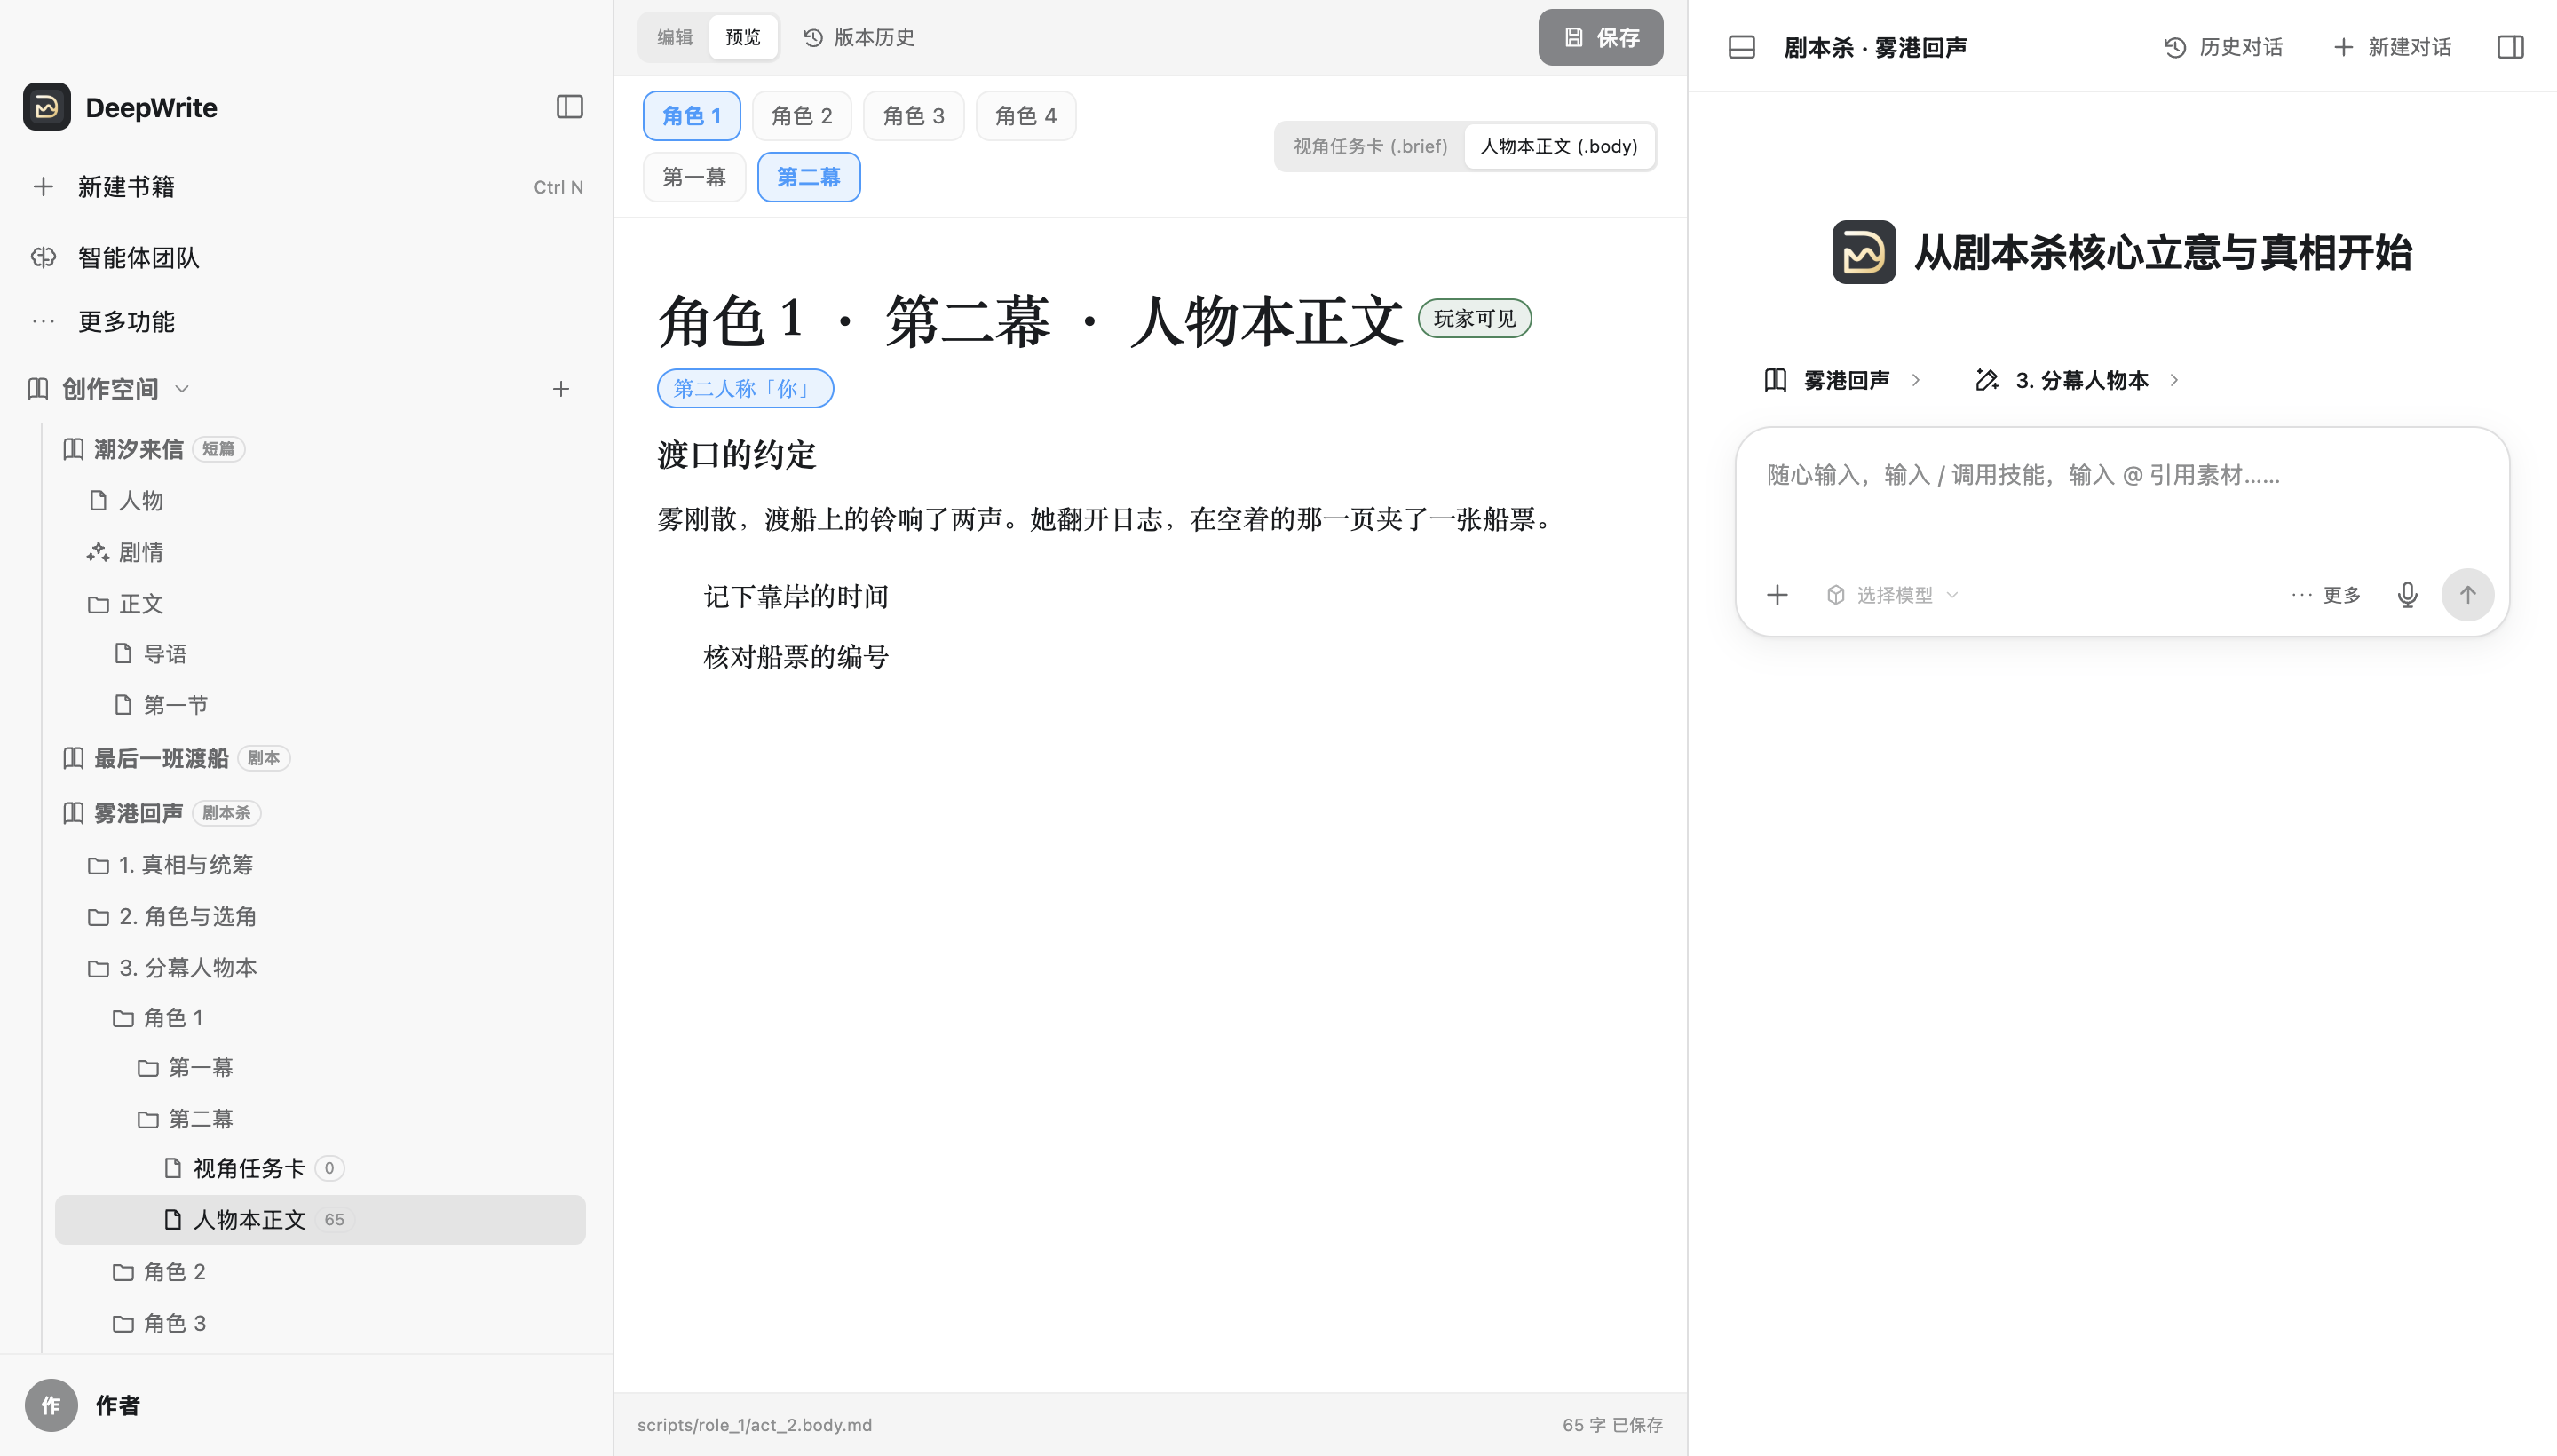 DeepWrite
新建书籍 Ctrl N
智能体团队
更多功能
创作空间
潮汐来信 短篇
人物
剧情
正文
导语
第一节
最后一班渡船 剧本
雾港回声 剧本杀
1. 真相与统筹
2. 角色与选角
3. 分幕人物本
角色 1
第一幕
第二幕
视角任务卡 0
人物本正文 65
角色 2
角色 3
作 作者
编辑 预览 版本历史 保存
角色 1 角色 2 角色 3 角色 4
第一幕 第二幕
视角任务卡 (.brief) 人物本正文 (.body)
角色 1 · 第二幕 · 人物本正文 玩家可见
第二人称「你」
渡口的约定
雾刚散，渡船上的铃响了两声。她翻开日志，在空着的那一页夹了一张船票。
记下靠岸的时间
核对船票的编号
scripts/role_1/act_2.body.md 65 字 已保存
剧本杀 · 雾港回声 历史对话 新建对话
从剧本杀核心立意与真相开始
雾港回声 3. 分幕人物本
随心输入，输入 / 调用技能，输入 @ 引用素材……
选择模型 更多